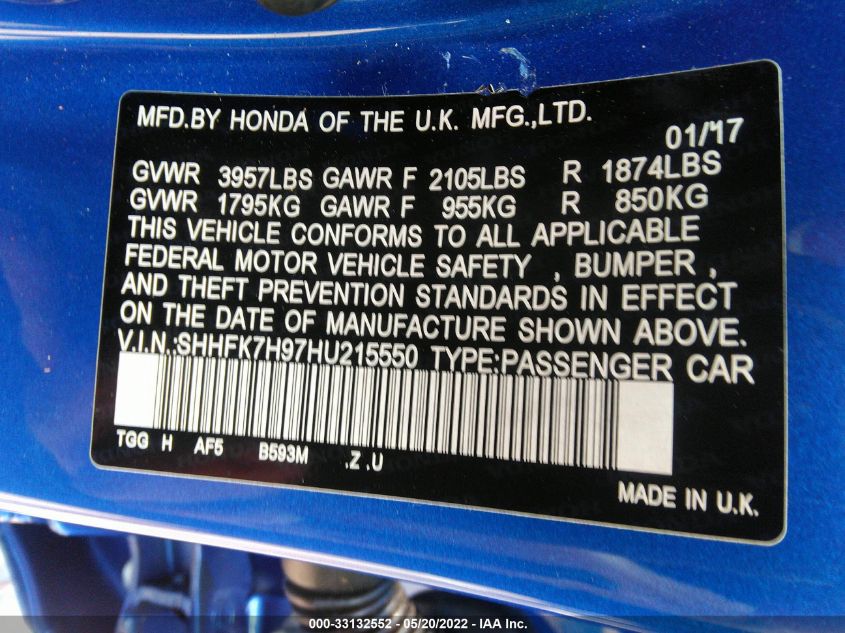 MFD.BY HONDA OF THE U.K. MFG.,LTD.
01/17
GVWR 3957LBS GAWR F 2105LBS R 1874LBS
GVWR 1795KG GAWR F 955KG R 850KG
THIS VEHICLE CONFORMS TO ALL APPLICABLE
FEDERAL MOTOR VEHICLE SAFETY , BUMPER ,
AND THEFT PREVENTION STANDARDS IN EFFECT
ON THE DATE OF MANUFACTURE SHOWN ABOVE.
V.I.N.:SHHFK7H97HU215550 TYPE:PASSENGER CAR
TGG H AF5 B593M .Z .U
MADE IN U.K.
000-33132552 — 05/20/2022 — IAA Inc.